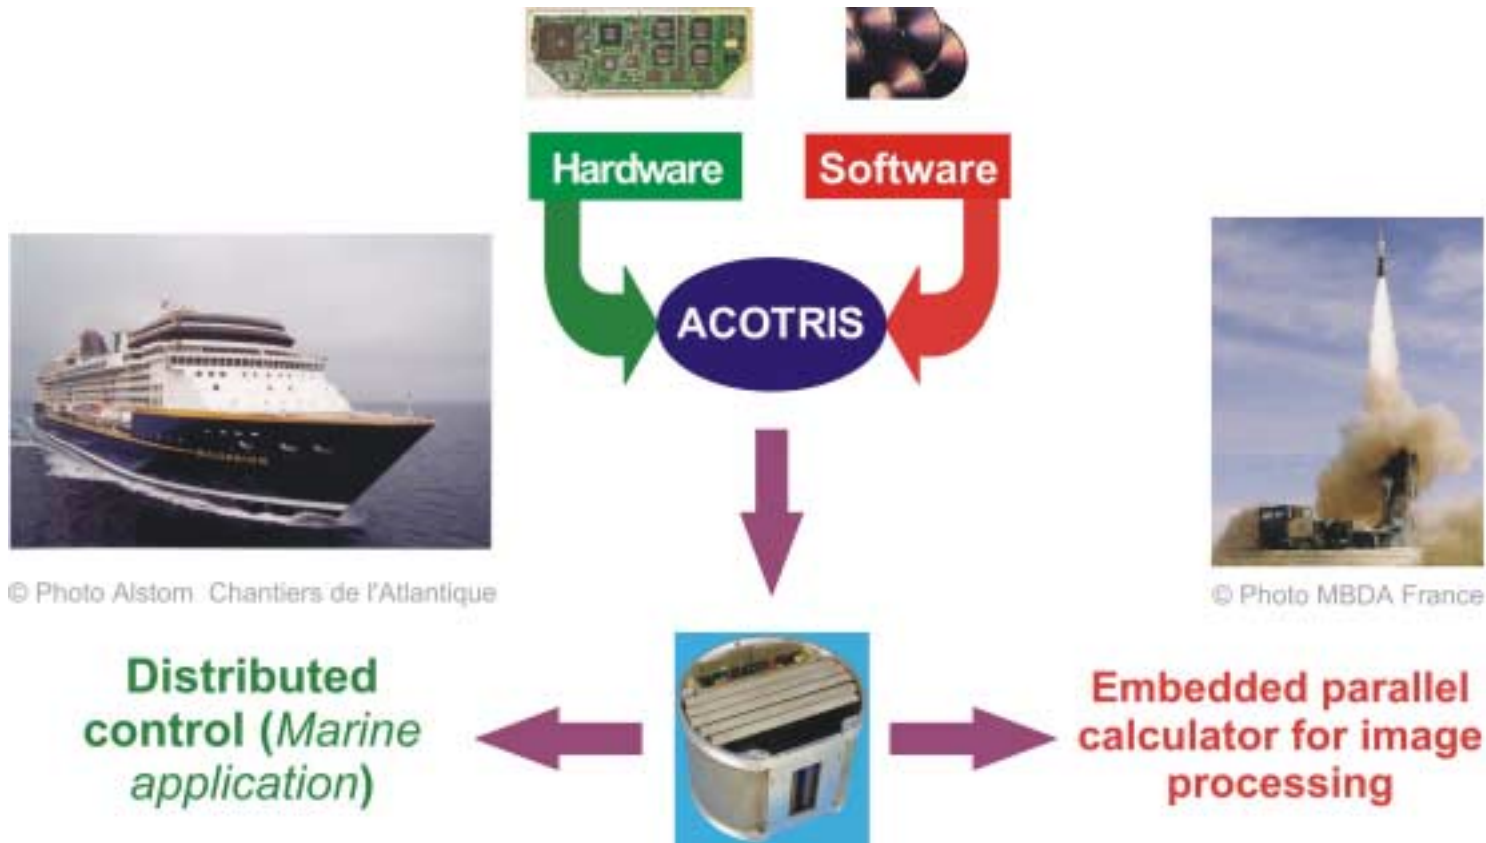 Hardware
Software
ACOTRIS
© Photo Alstom Chantiers de l'Atlantique
© Photo MBDA France
Distributed
control (Marine
application)
Embedded parallel
calculator for image
processing